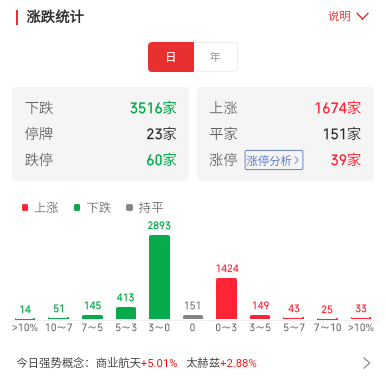 涨跌统计 说明
日 年
下跌 3516家 上涨 1674家
停牌 23家 平家 151家
跌停 60家 涨停 涨停分析 39家
上涨 下跌 持平
14 51 145 413 2893 151 1424 149 43 25 33
>10% 10～7 7～5 5～3 3～0 0 0～3 3～5 5～7 7～10 >10%
今日强势概念：商业航天+5.01% 太赫兹+2.88%